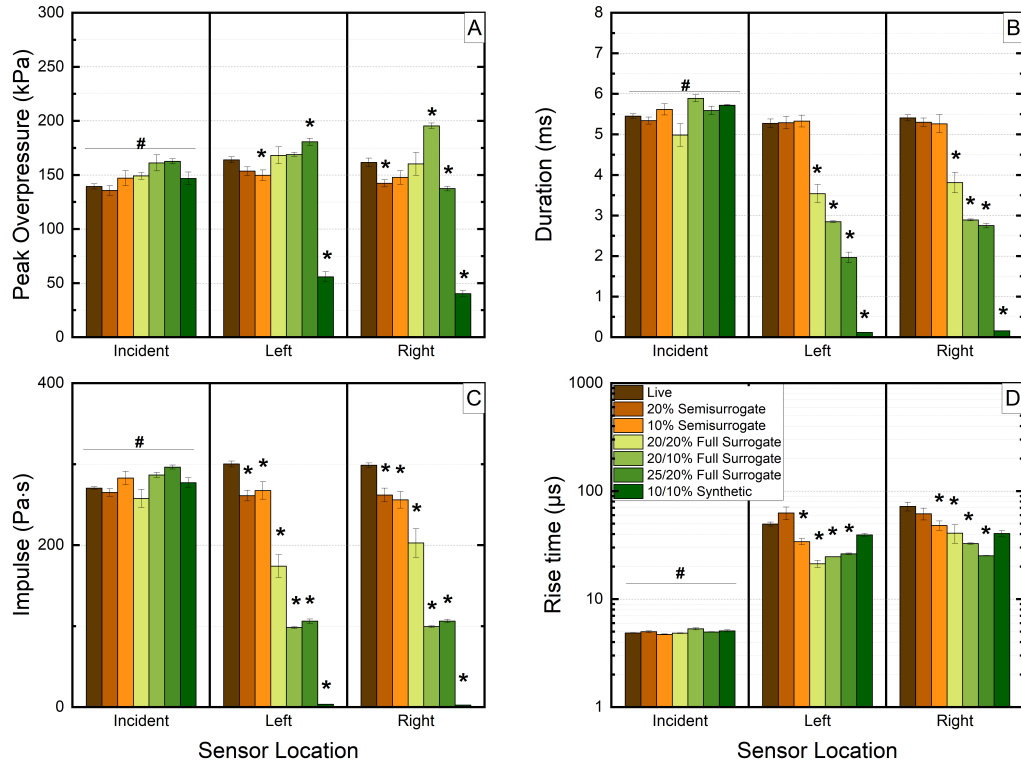 A
Peak Overpressure (kPa)
300
250
200
150
100
50
0
#
* * * * * * *
Incident Left Right
B
Duration (ms)
8
7
6
5
4
3
2
1
0
#
* * * * * * * *
Incident Left Right
C
Impulse (Pa·s)
400
200
0
#
* * * * * * * * * * * *
Incident Left Right
Sensor Location
D
Rise time (µs)
1000
100
10
1
Live
20% Semisurrogate
10% Semisurrogate
20/20% Full Surrogate
20/10% Full Surrogate
25/20% Full Surrogate
10/10% Synthetic
#
* * * * * * * *
Incident Left Right
Sensor Location